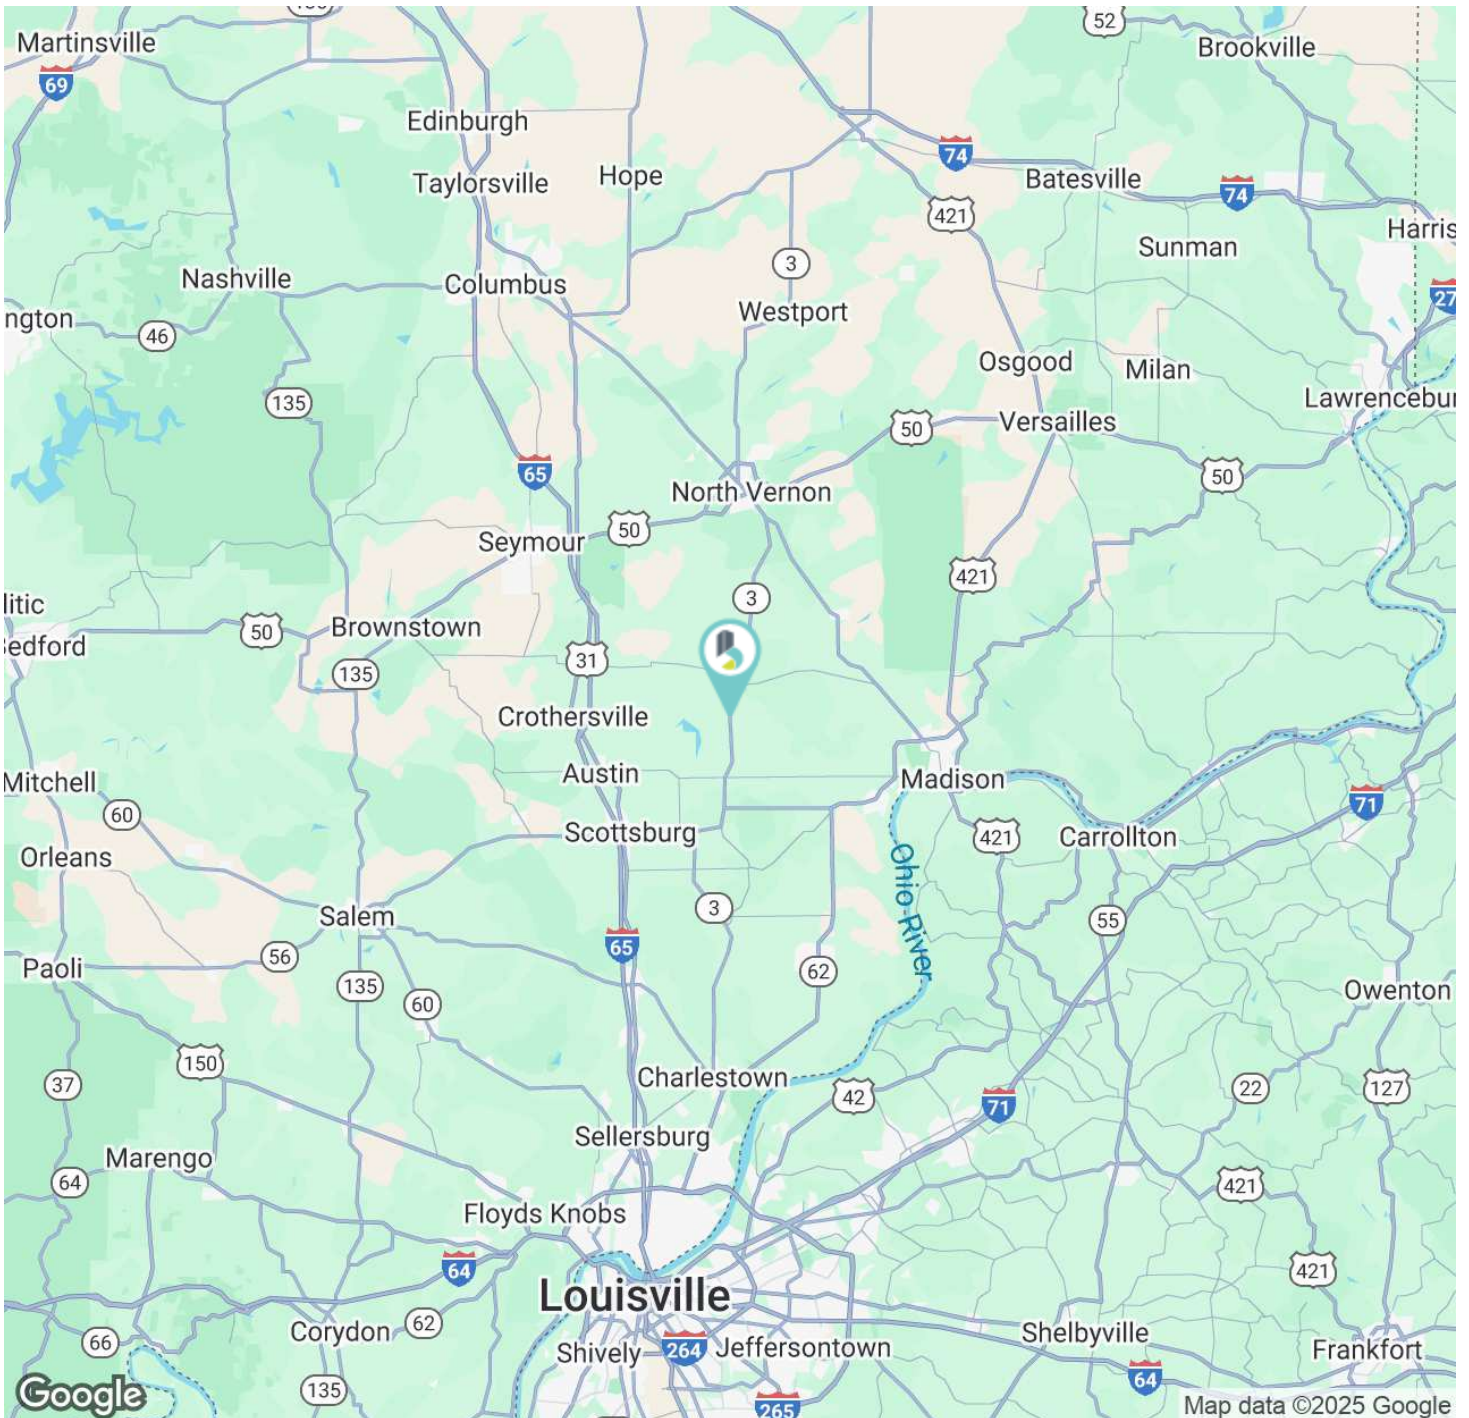 52
Martinsville
Brookville
69
Edinburgh
74
Hope
Batesville
Taylorsville
74
421
Harris
Sunman
3
Nashville
Columbus
27
Westport
ngton
46
Osgood
Milan
135
Lawrencebur
Versailles
50
65
50
North Vernon
50
Seymour
421
3
litic
Brownstown
50
edford
31
135
Crothersville
Austin
Madison
Mitchell
60
71
Scottsburg
421
Carrollton
Orleans
Ohio River
3
Salem
55
65
56
Paoli
62
135
Owenton
60
150
Charlestown
37
42
22
127
71
Sellersburg
Marengo
64
421
Floyds Knobs
64
421
Louisville
62
Corydon
66
Shelbyville
264
Jeffersontown
Shively
Frankfort
64
135
Google
265
Map data ©2025 Google